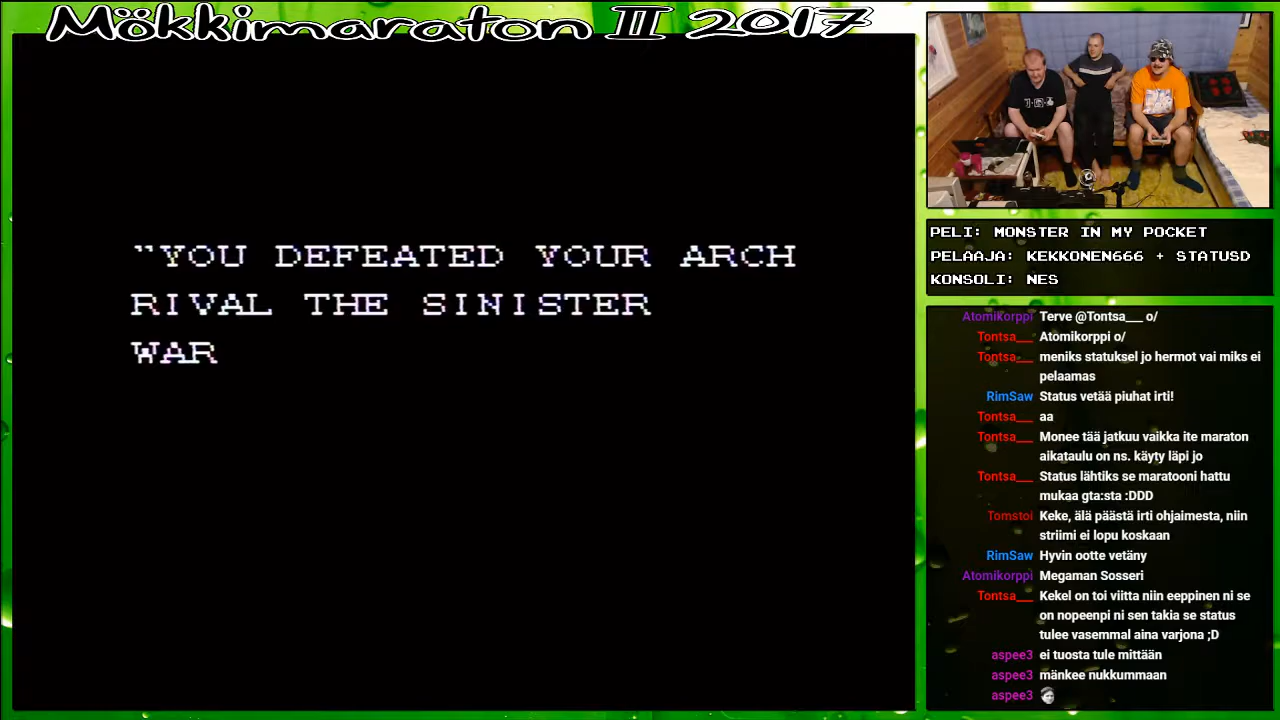 Mökkimaraton III 2017
"YOU DEFEATED YOUR ARCH
RIVAL THE SINISTER
WAR
PELI: MONSTER IN MY POCKET
PELAAJA: KEKKONEN666 + STATUSD
KONSOLI: NES
Atomikorppi Terve @Tontsa___ o/
Tontsa___ Atomikorppi o/
Tontsa___ meniks statuksel jo hermot vai miks ei
pelaamas
RimSaw Status vetää piuhat irti!
Tontsa___ aa
Tontsa___ Monee tää jatkuu vaikka ite maraton
aikataulu on ns. käyty läpi jo
Tontsa___ Status lähtiks se maratooni hattu
mukaa gta:sta :DDD
Tomstoi Keke, älä päästä irti ohjaimesta, niin
striimi ei lopu koskaan
RimSaw Hyvin ootte vetäny
Atomikorppi Megaman Sosseri
Tontsa___ Kekel on toi viitta niin eeppinen ni se
on nopeenpi ni sen takia se status
tulee vasemmal aina varjona ;D
aspee3 ei tuosta tule mittään
aspee3 mänkee nukkummaan
aspee3